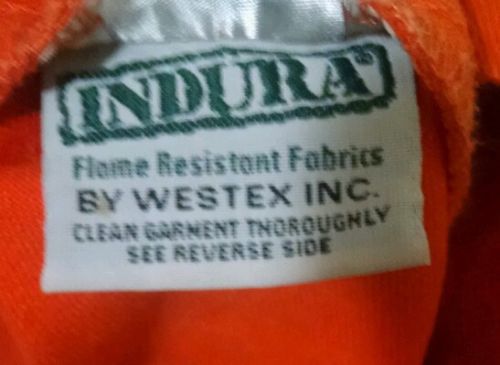 INDURA®
Flame Resistant Fabrics
BY WESTEX INC.
CLEAN GARMENT THOROUGHLY
SEE REVERSE SIDE